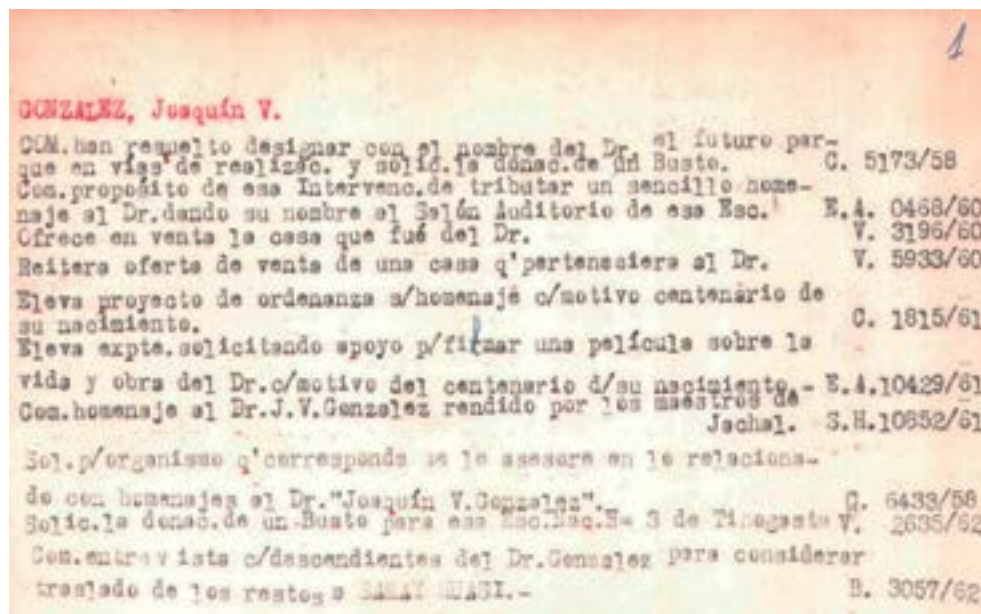 1
GONZALEZ, Joaquín V.
COM.han resuelto designar con el nombre del Dr. el futuro par-
que en vías de realizac. y solic.la donac.de un Busto. C. 5173/58
Com.propósito de esa Intervenc.de tributar un sencillo home-
naje al Dr.dando su nombre al Salón Auditorio de esa Esc. E.A. 0468/60
Ofrece en venta la casa que fué del Dr. V. 3196/60
Reitera oferta de venta de una casa q'perteneciera al Dr. V. 5933/60
Eleva proyecto de ordenanza s/homenaje c/motivo centenario de
su nacimiento. C. 1815/61
Eleva expte.solicitando apoyo p/filmar una película sobre la
vida y obra del Dr.c/motivo del centenario d/su nacimiento.- E.A.10429/61
Com.homenaje al Dr.J.V.Gonzalez rendido por los maestros de
Jachal. S.H.10852/61
Sol.p/organismo q'corresponda se le asesore en lo relaciona-
do con homenajes al Dr."Joaquín V.Gonzalez". G. 6433/58
Solic.la donac.de un Busto para esa Esc.Nac.Nº 3 de Tinogasta V. 2635/62
Com.entrevista c/descendientes del Dr.Gonzalez para considerar
traslado de los restos a SAMAY HUASI.- B. 3057/62